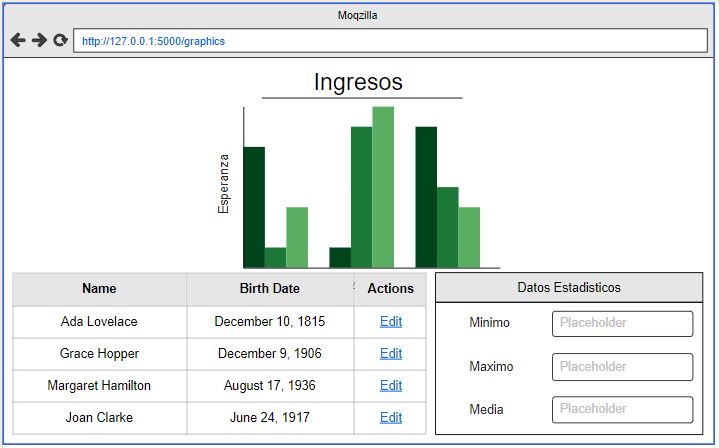 Moqzilla
http://127.0.0.1:5000/graphics
Ingresos
Esperanza
Name Birth Date Actions
Ada Lovelace December 10, 1815 Edit
Grace Hopper December 9, 1906 Edit
Margaret Hamilton August 17, 1936 Edit
Joan Clarke June 24, 1917 Edit
Datos Estadisticos
Minimo Placeholder
Maximo Placeholder
Media Placeholder